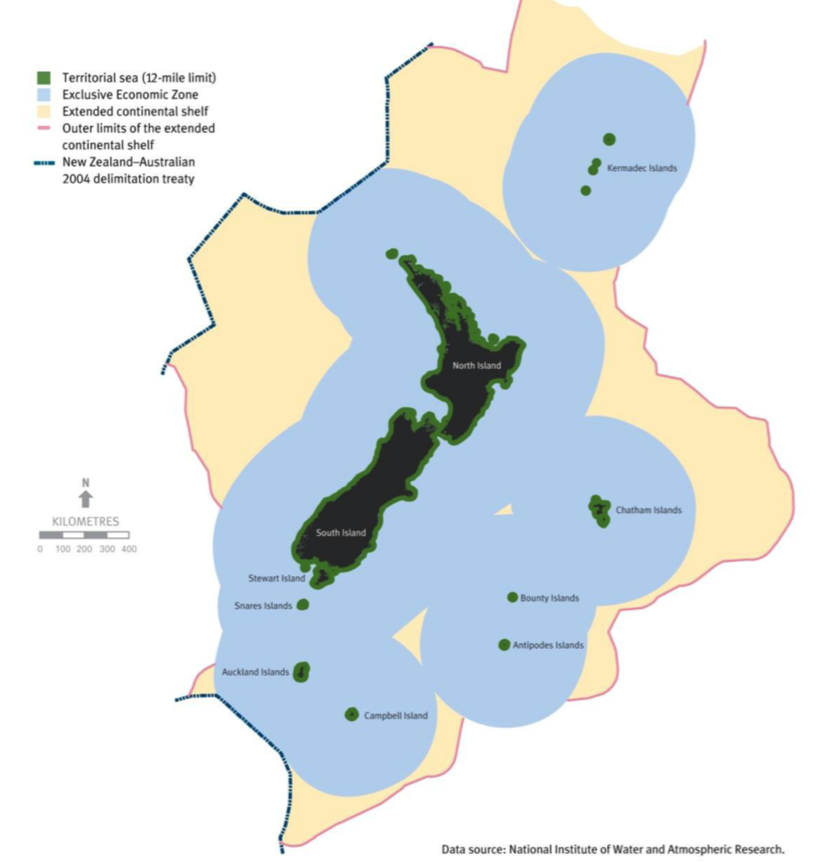 Territorial sea (12-mile limit)
Exclusive Economic Zone
Extended continental shelf
Outer limits of the extended
continental shelf
New Zealand–Australian
2004 delimitation treaty
Kermadec Islands
North Island
N
KILOMETRES
0 100 200 300 400
Chatham Islands
South Island
Stewart Island
Snares Islands
Bounty Islands
Antipodes Islands
Auckland Islands
Campbell Island
Data source: National Institute of Water and Atmospheric Research.